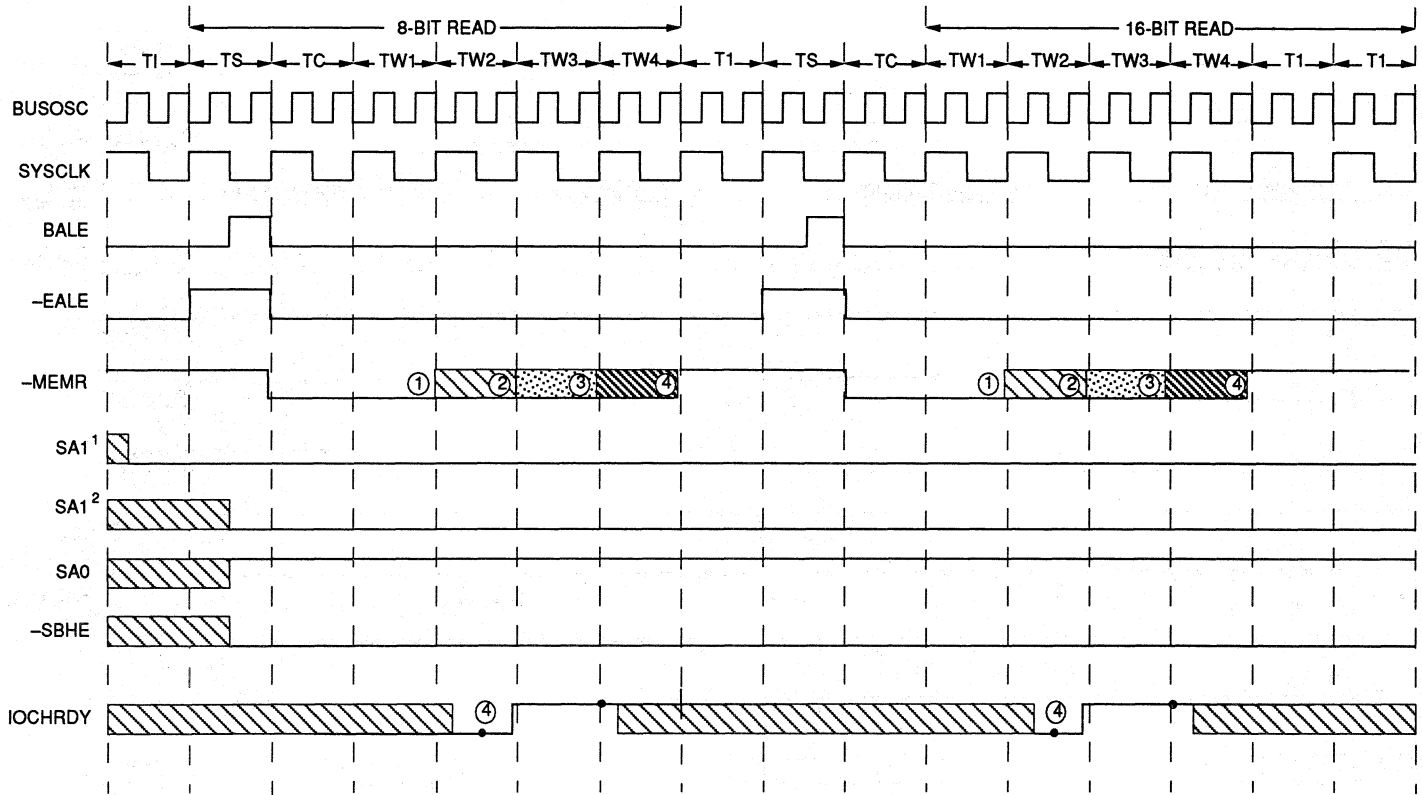 8-BIT READ 16-BIT READ
TI TS TC TW1 TW2 TW3 TW4 T1 TS TC TW1 TW2 TW3 TW4 T1 T1
BUSOSC
SYSCLK
BALE
–EALE
–MEMR 1 2 3 4 1 2 3 4
SA1 1
SA1 2
SA0
–SBHE
IOCHRDY 4 4